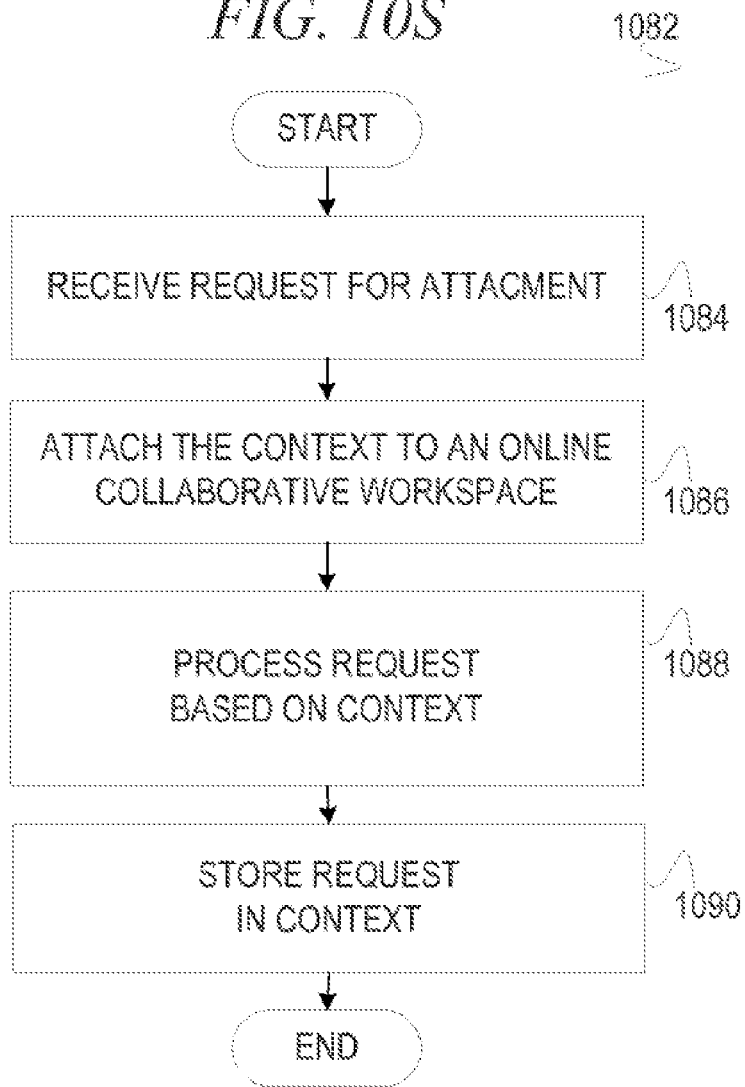 FIG. 10S
1082
START
RECEIVE REQUEST FOR ATTACMENT
1084
ATTACH THE CONTEXT TO AN ONLINE
COLLABORATIVE WORKSPACE
1086
PROCESS REQUEST
BASED ON CONTEXT
1088
STORE REQUEST
IN CONTEXT
1090
END